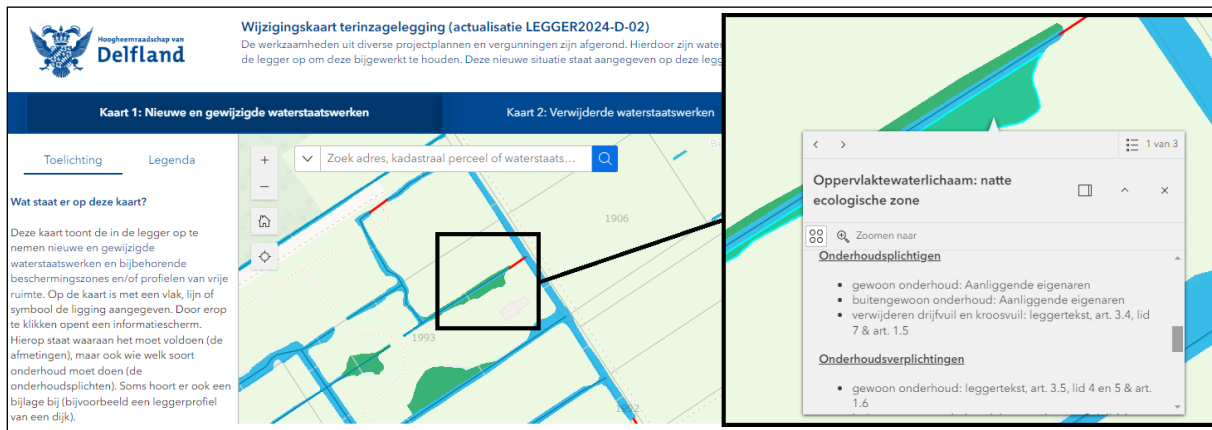 Hoogheemraadschap van
Delfland
Wijzigingskaart terinzagelegging (actualisatie LEGGER2024-D-02)
De werkzaamheden uit diverse projectplannen en vergunningen zijn afgerond. Hierdoor zijn water
de legger op om deze bijgewerkt te houden. Deze nieuwe situatie staat aangegeven op deze legg
Kaart 1: Nieuwe en gewijzigde waterstaatswerken
Kaart 2: Verwijderde waterstaatswerken
Toelichting
Legenda
Wat staat er op deze kaart?
Deze kaart toont de in de legger op te
nemen nieuwe en gewijzigde
waterstaatswerken en bijbehorende
beschermingszones en/of profielen van vrije
ruimte. Op de kaart is met een vlak, lijn of
symbool de ligging aangegeven. Door erop
te klikken opent een informatiescherm.
Hierop staat waaraan het moet voldoen (de
afmetingen), maar ook wie welk soort
onderhoud moet doen (de
onderhoudsplichten). Soms hoort er ook een
bijlage bij (bijvoorbeeld een leggerprofiel
van een dijk).
+
−
Zoek adres, kadastraal perceel of waterstaats...
Be
1906
1993
1992
1 van 3
Oppervlaktewaterlichaam: natte
ecologische zone
Zoomen naar
Onderhoudsplichtigen
• gewoon onderhoud: Aanliggende eigenaren
• buitengewoon onderhoud: Aanliggende eigenaren
• verwijderen drijfvuil en kroosvuil: leggertekst, art. 3.4, lid
7 & art. 1.5
Onderhoudsverplichtingen
• gewoon onderhoud: leggertekst, art. 3.5, lid 4 en 5 & art.
1.6